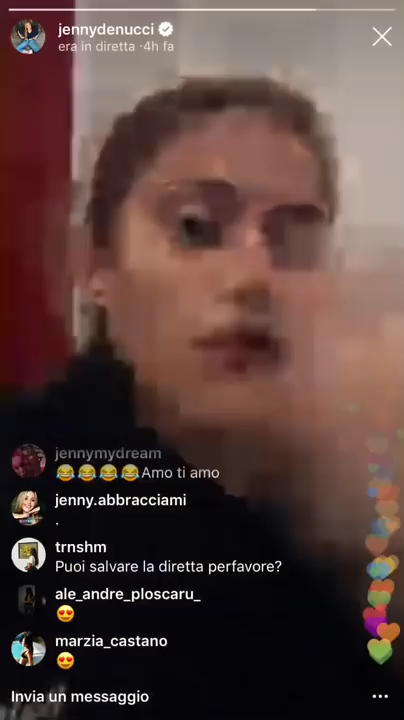 jennydenucci
era in diretta · 4h fa
jennymydream
😂😂😂😂Amo ti amo
jenny.abbracciami
.
trnshm
Puoi salvare la diretta perfavore?
ale_andre_ploscaru_
😍
marzia_castano
😍
Invia un messaggio